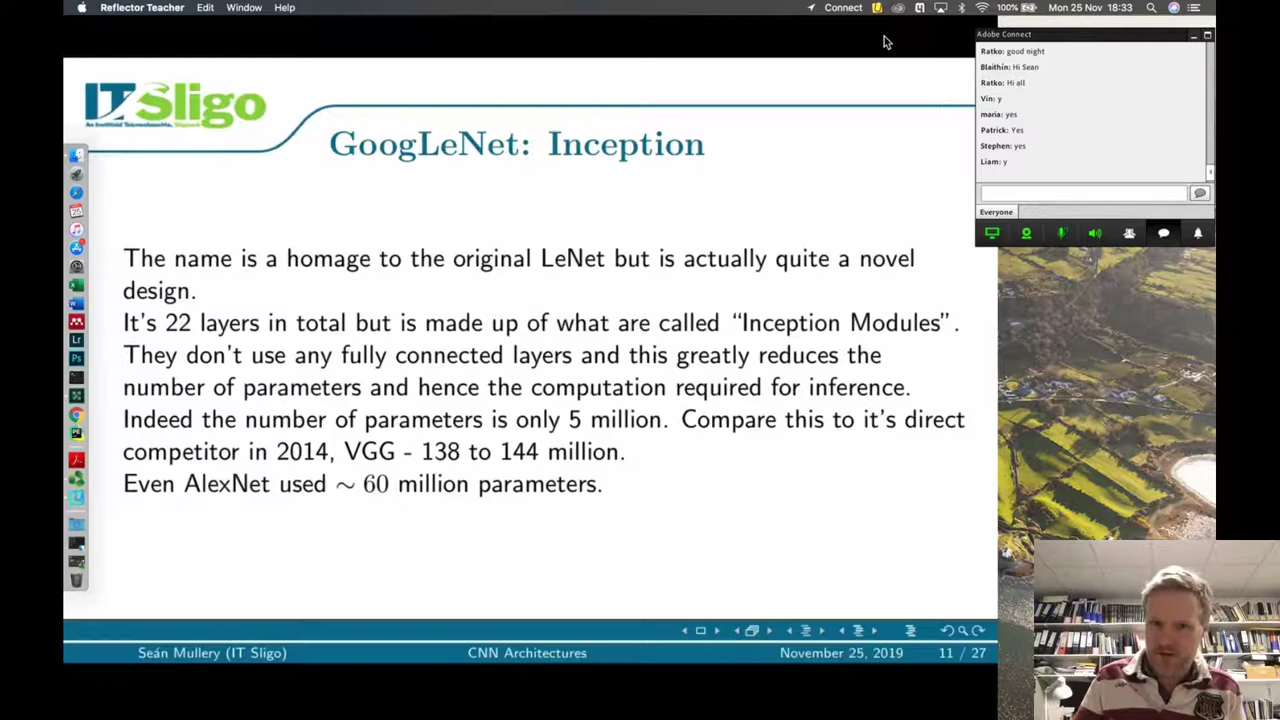 Reflector Teacher Edit Window Help
Connect
100%
Mon 25 Nov 18:33
Adobe Connect
Ratko: good night
Blaithín: Hi Sean
Ratko: Hi all
Vin: y
maria: yes
Patrick: Yes
Stephen: yes
Liam: y
Everyone
IT Sligo
GoogLeNet: Inception
The name is a homage to the original LeNet but is actually quite a novel
design.
It's 22 layers in total but is made up of what are called “Inception Modules”.
They don't use any fully connected layers and this greatly reduces the
number of parameters and hence the computation required for inference.
Indeed the number of parameters is only 5 million. Compare this to it's direct
competitor in 2014, VGG - 138 to 144 million.
Even AlexNet used ∼ 60 million parameters.
Lr
Ps
Seán Mullery (IT Sligo) CNN Architectures November 25, 2019 11 / 27